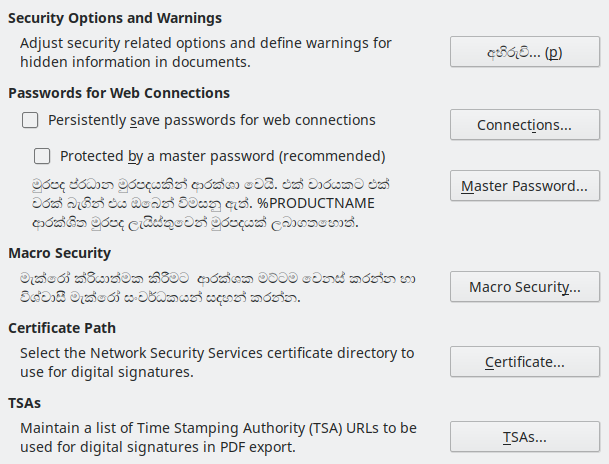 Security Options and Warnings
Adjust security related options and define warnings for
hidden information in documents.
අභිරුචි... (p)
Passwords for Web Connections
Persistently save passwords for web connections
Connections...
Protected by a master password (recommended)
මුරපද ප්රධාන මුරපදයකින් ආරක්ශා වෙයි. එක් වාරයකට එක්
වරක් බැගින් එය ඔබෙන් විමසනු ඇත්. %PRODUCTNAME
ආරක්ශිත මුරපද ලැයිස්තුවෙන් මුරපදයක් ලබාගතහොත්.
Master Password...
Macro Security
මැක්රෝ ක්රියාත්මක කිරීමට  ආරක්ශක මට්ටම වෙනස් කරන්න හා
විශ්වාසී මැක්රෝ සංවර්ධකයන් සඳහන් කරන්න.
Macro Security...
Certificate Path
Select the Network Security Services certificate directory to
use for digital signatures.
Certificate...
TSAs
Maintain a list of Time Stamping Authority (TSA) URLs to be
used for digital signatures in PDF export.
TSAs...